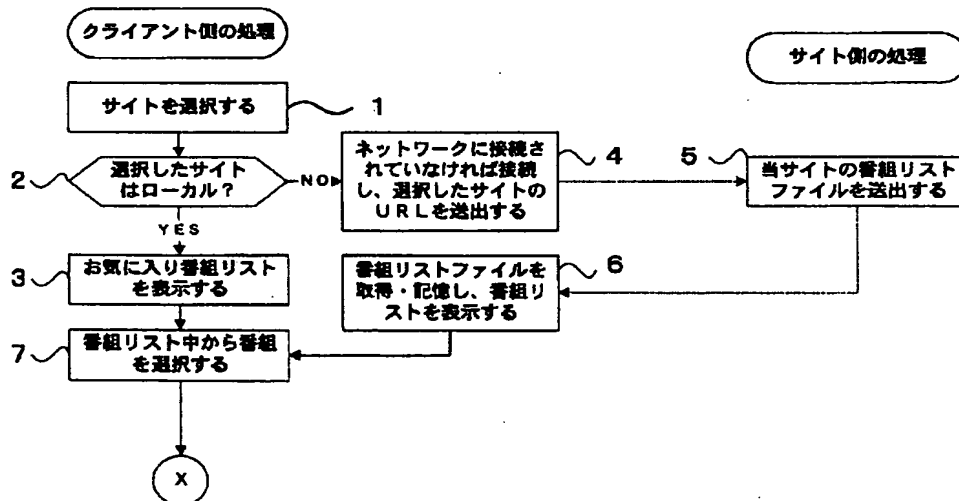 クライアント側の処理
サイト側の処理
サイトを選択する
1
2
選択したサイト
はローカル？
NO
YES
ネットワークに接続され
ていなければ接続
し、選択したサイトの
URLを送出する
4
5
当サイトの番組リスト
ファイルを送出する
3
お気に入り番組リスト
を表示する
番組リストファイルを
取得・記憶し、番組リ
ストを表示する
6
7
番組リスト中から番組
を選択する
X